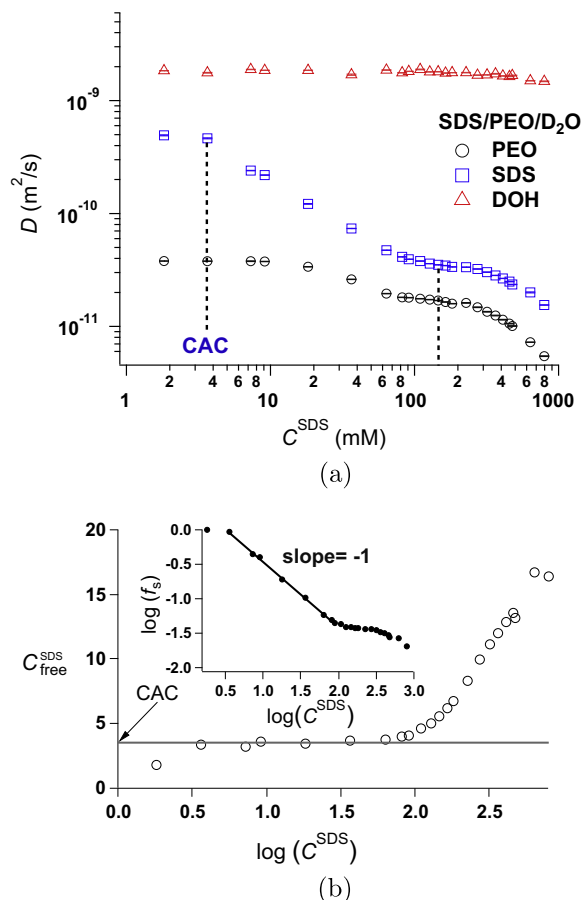 (a)
D (m²/s)
10⁻⁹
10⁻¹⁰
10⁻¹¹
SDS/PEO/D₂O
PEO
SDS
DOH
CAC
1 2 4 6 8 10 2 4 6 8 100 2 4 6 8 1000
C^SDS (mM)
(a)
20
15
10
5
0
C_free^SDS
CAC
0.0
-0.5
-1.0
-1.5
-2.0
log (f_s)
slope= -1
0.5 1.0 1.5 2.0 2.5 3.0
log(C^SDS)
0.0 0.5 1.0 1.5 2.0 2.5
log (C^SDS)
(b)